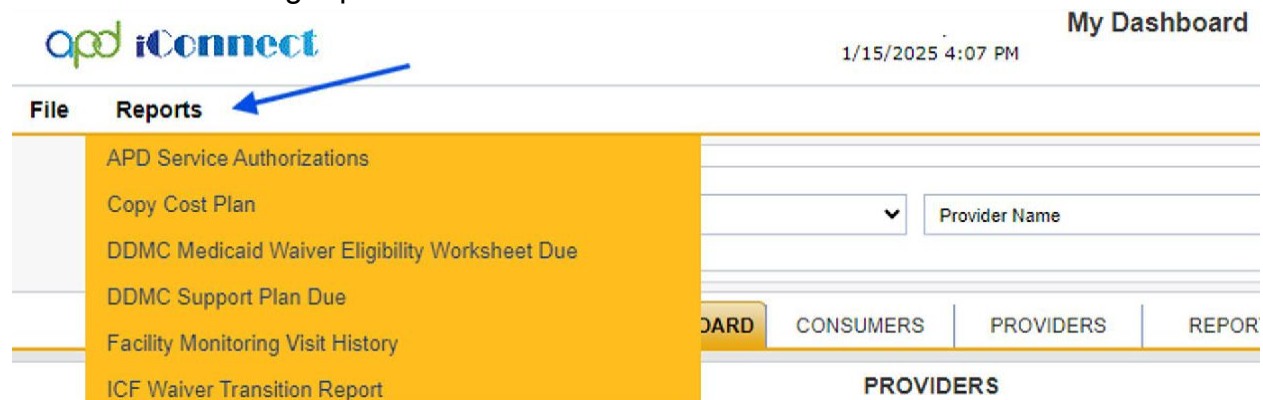 apd iConnect
My Dashboard
1/15/2025 4:07 PM
File Reports
APD Service Authorizations
Copy Cost Plan
Provider Name
DDMC Medicaid Waiver Eligibility Worksheet Due
DDMC Support Plan Due
CONSUMERS PROVIDERS
Facility Monitoring Visit History
ICF Waiver Transition Report
PROVIDERS